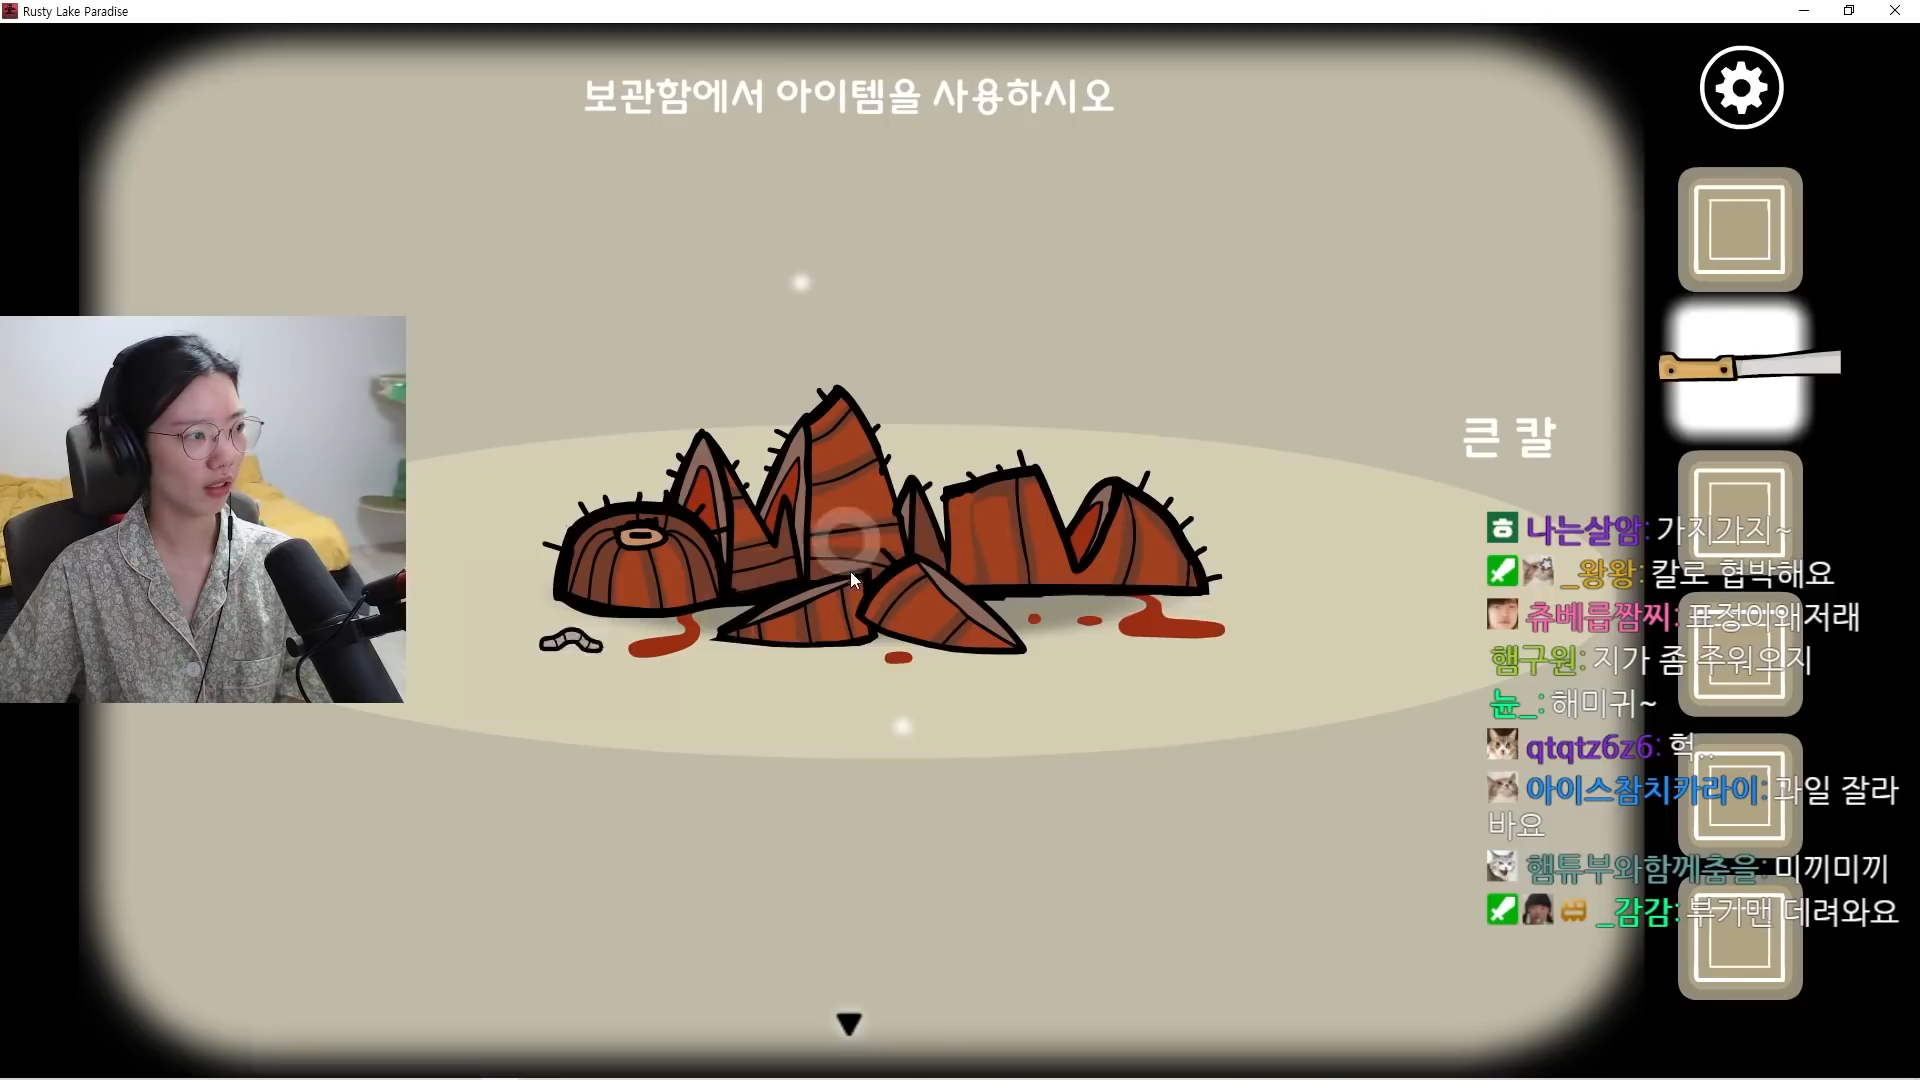 Rusty Lake Paradise
보관함에서 아이템을 사용하시오
큰 칼
나는살암: 가지가지~
_왕왕: 칼로 협박해요
츄베릅짬찌: 표정이왜저래
햄구원: 지가 좀 주워오지
눈_: 해미귀~
qtqtz6z6: 헉..
아이스참치카라이: 과일 잘라
바요
햄튜부와함께춤을: 미끼미끼
_감감: 부기맨 데려와요